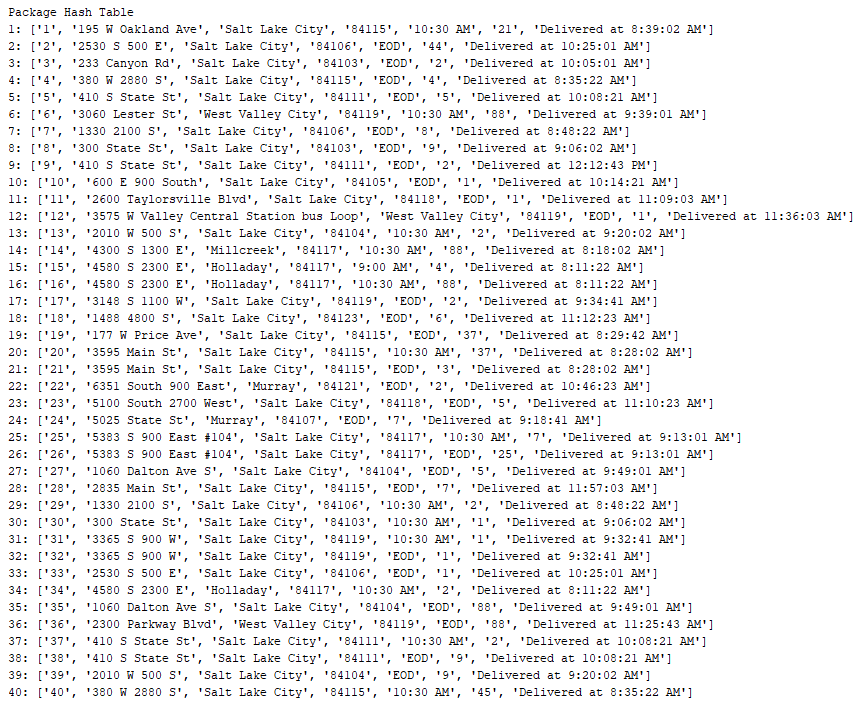 Package Hash Table
1: ['1', '195 W Oakland Ave', 'Salt Lake City', '84115', '10:30 AM', '21', 'Delivered at 8:39:02 AM']
2: ['2', '2530 S 500 E', 'Salt Lake City', '84106', 'EOD', '44', 'Delivered at 10:25:01 AM']
3: ['3', '233 Canyon Rd', 'Salt Lake City', '84103', 'EOD', '2', 'Delivered at 10:05:01 AM']
4: ['4', '380 W 2880 S', 'Salt Lake City', '84115', 'EOD', '4', 'Delivered at 8:35:22 AM']
5: ['5', '410 S State St', 'Salt Lake City', '84111', 'EOD', '5', 'Delivered at 10:08:21 AM']
6: ['6', '3060 Lester St', 'West Valley City', '84119', '10:30 AM', '88', 'Delivered at 9:39:01 AM']
7: ['7', '1330 2100 S', 'Salt Lake City', '84106', 'EOD', '8', 'Delivered at 8:48:22 AM']
8: ['8', '300 State St', 'Salt Lake City', '84103', 'EOD', '9', 'Delivered at 9:06:02 AM']
9: ['9', '410 S State St', 'Salt Lake City', '84111', 'EOD', '2', 'Delivered at 12:12:43 PM']
10: ['10', '600 E 900 South', 'Salt Lake City', '84105', 'EOD', '1', 'Delivered at 10:14:21 AM']
11: ['11', '2600 Taylorsville Blvd', 'Salt Lake City', '84118', 'EOD', '1', 'Delivered at 11:09:03 AM']
12: ['12', '3575 W Valley Central Station bus Loop', 'West Valley City', '84119', 'EOD', '1', 'Delivered at 11:36:03 AM']
13: ['13', '2010 W 500 S', 'Salt Lake City', '84104', '10:30 AM', '2', 'Delivered at 9:20:02 AM']
14: ['14', '4300 S 1300 E', 'Millcreek', '84117', '10:30 AM', '88', 'Delivered at 8:18:02 AM']
15: ['15', '4580 S 2300 E', 'Holladay', '84117', '9:00 AM', '4', 'Delivered at 8:11:22 AM']
16: ['16', '4580 S 2300 E', 'Holladay', '84117', '10:30 AM', '88', 'Delivered at 8:11:22 AM']
17: ['17', '3148 S 1100 W', 'Salt Lake City', '84119', 'EOD', '2', 'Delivered at 9:34:41 AM']
18: ['18', '1488 4800 S', 'Salt Lake City', '84123', 'EOD', '6', 'Delivered at 11:12:23 AM']
19: ['19', '177 W Price Ave', 'Salt Lake City', '84115', 'EOD', '37', 'Delivered at 8:29:42 AM']
20: ['20', '3595 Main St', 'Salt Lake City', '84115', '10:30 AM', '37', 'Delivered at 8:28:02 AM']
21: ['21', '3595 Main St', 'Salt Lake City', '84115', 'EOD', '3', 'Delivered at 8:28:02 AM']
22: ['22', '6351 South 900 East', 'Murray', '84121', 'EOD', '2', 'Delivered at 10:46:23 AM']
23: ['23', '5100 South 2700 West', 'Salt Lake City', '84118', 'EOD', '5', 'Delivered at 11:10:23 AM']
24: ['24', '5025 State St', 'Murray', '84107', 'EOD', '7', 'Delivered at 9:18:41 AM']
25: ['25', '5383 S 900 East #104', 'Salt Lake City', '84117', '10:30 AM', '7', 'Delivered at 9:13:01 AM']
26: ['26', '5383 S 900 East #104', 'Salt Lake City', '84117', 'EOD', '25', 'Delivered at 9:13:01 AM']
27: ['27', '1060 Dalton Ave S', 'Salt Lake City', '84104', 'EOD', '5', 'Delivered at 9:49:01 AM']
28: ['28', '2835 Main St', 'Salt Lake City', '84115', 'EOD', '7', 'Delivered at 11:57:03 AM']
29: ['29', '1330 2100 S', 'Salt Lake City', '84106', '10:30 AM', '2', 'Delivered at 8:48:22 AM']
30: ['30', '300 State St', 'Salt Lake City', '84103', '10:30 AM', '1', 'Delivered at 9:06:02 AM']
31: ['31', '3365 S 900 W', 'Salt Lake City', '84119', '10:30 AM', '1', 'Delivered at 9:32:41 AM']
32: ['32', '3365 S 900 W', 'Salt Lake City', '84119', 'EOD', '1', 'Delivered at 9:32:41 AM']
33: ['33', '2530 S 500 E', 'Salt Lake City', '84106', 'EOD', '1', 'Delivered at 10:25:01 AM']
34: ['34', '4580 S 2300 E', 'Holladay', '84117', '10:30 AM', '2', 'Delivered at 8:11:22 AM']
35: ['35', '1060 Dalton Ave S', 'Salt Lake City', '84104', 'EOD', '88', 'Delivered at 9:49:01 AM']
36: ['36', '2300 Parkway Blvd', 'West Valley City', '84119', 'EOD', '88', 'Delivered at 11:25:43 AM']
37: ['37', '410 S State St', 'Salt Lake City', '84111', '10:30 AM', '2', 'Delivered at 10:08:21 AM']
38: ['38', '410 S State St', 'Salt Lake City', '84111', 'EOD', '9', 'Delivered at 10:08:21 AM']
39: ['39', '2010 W 500 S', 'Salt Lake City', '84104', 'EOD', '9', 'Delivered at 9:20:02 AM']
40: ['40', '380 W 2880 S', 'Salt Lake City', '84115', '10:30 AM', '45', 'Delivered at 8:35:22 AM']